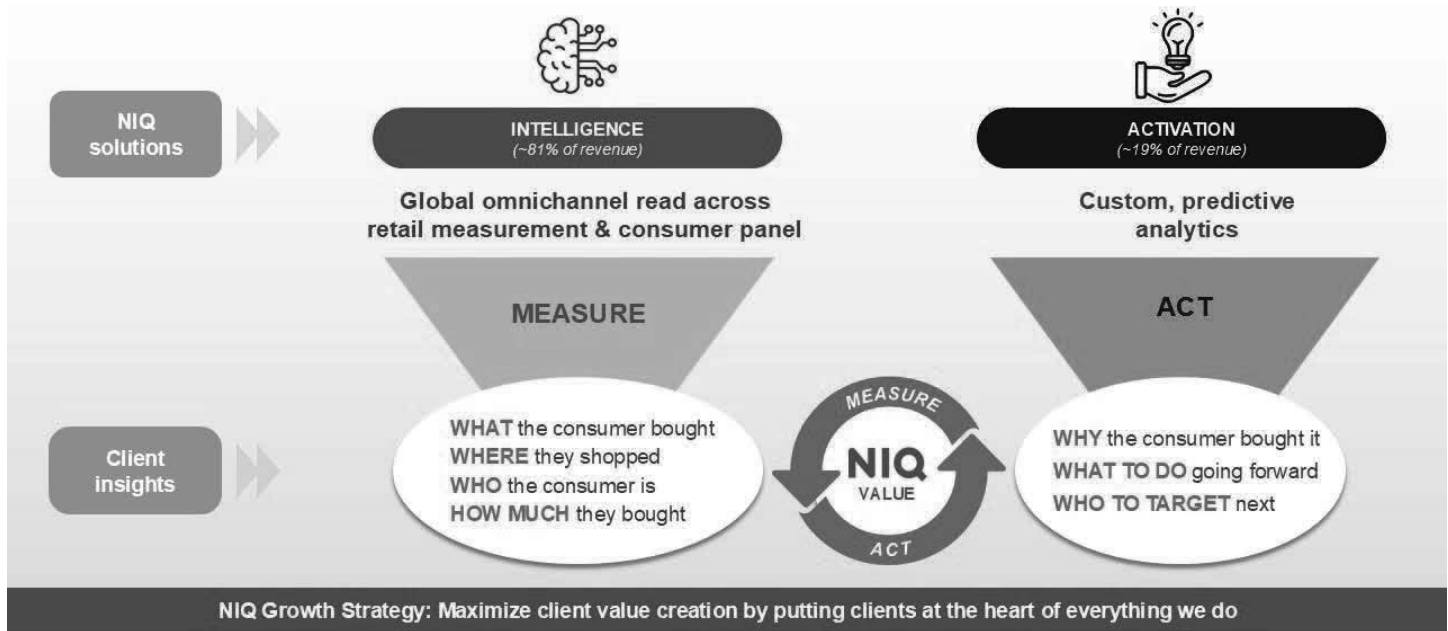 NIQ
solutions
INTELLIGENCE
(~81% of revenue)
ACTIVATION
(~19% of revenue)
Global omnichannel read across
retail measurement & consumer panel
Custom, predictive
analytics
MEASURE
ACT
Client
insights
WHAT the consumer bought
WHERE they shopped
WHO the consumer is
HOW MUCH they bought
MEASURE
NIQ
VALUE
ACT
WHY the consumer bought it
WHAT TO DO going forward
WHO TO TARGET next
NIQ Growth Strategy: Maximize client value creation by putting clients at the heart of everything we do